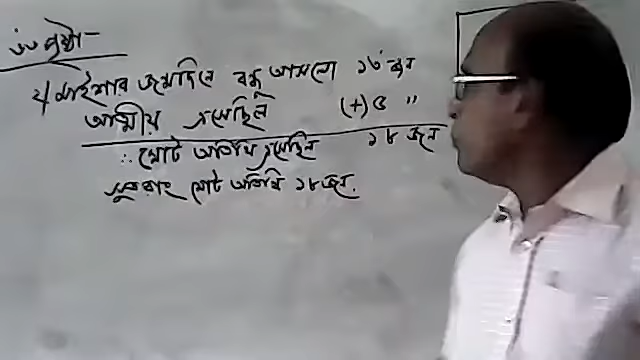 পৃষ্ঠা-
মাইশার জন্মদিনে বন্ধু আসলো ১৩ জন
আত্মীয় এসেছিল (+) ৫ "
∴ মোট অতিথি এসেছিল ১৮ জন
সুতরাং মোট অতিথি ১৮ জন.